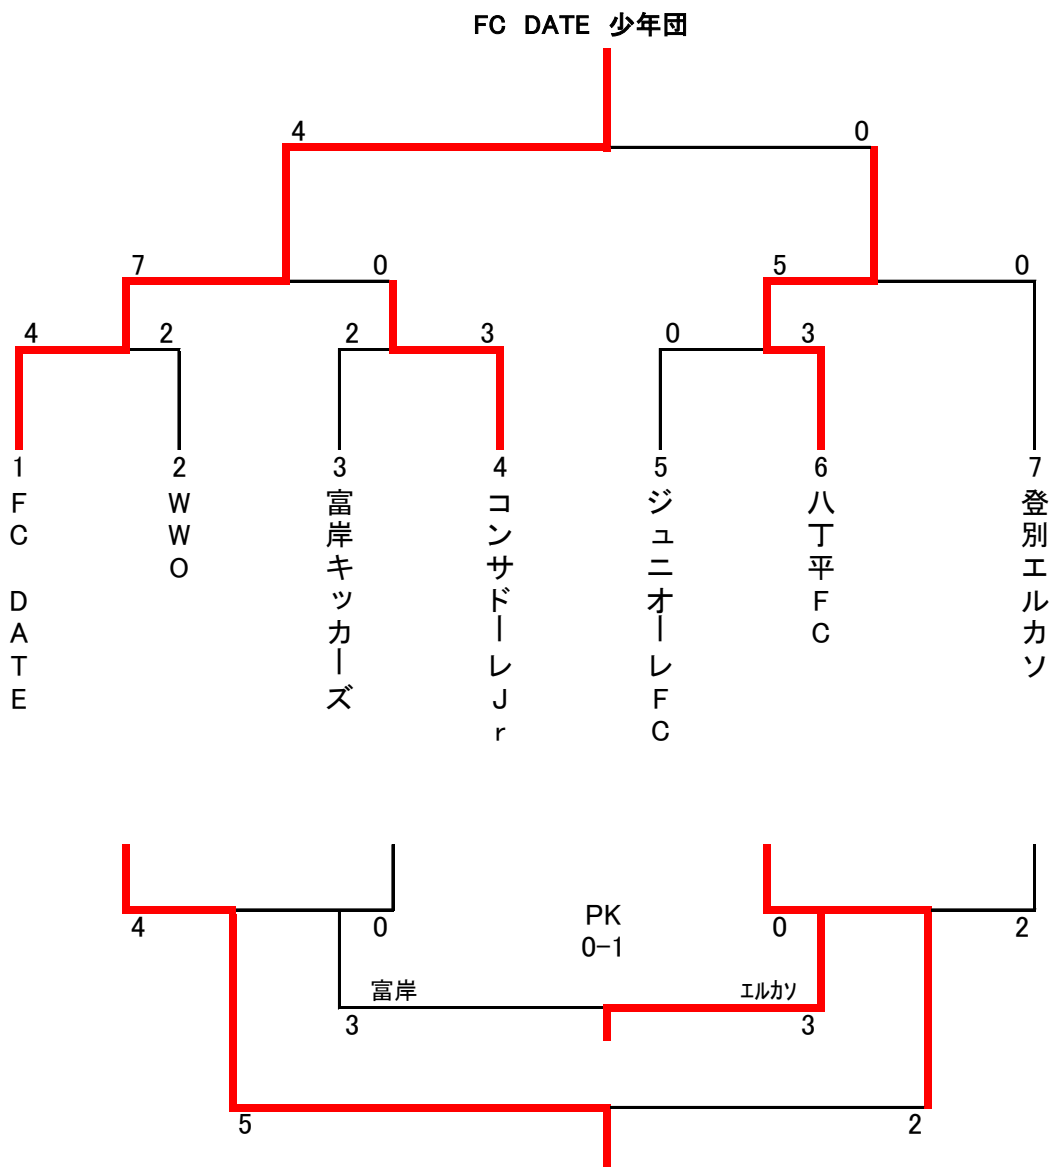 FC DATE 少年団
4 0
7 0 5 0
4 2 2 3 0 3
1 2 3 4 5 6 7
FC DATE
WWO
富岸キッカーズ
コンサドーレJr
ジュニオーレFC
八丁平FC
登別エルカソ
4 0 PK 0 2
0-1
富岸 エルカソ
3 3
5 2